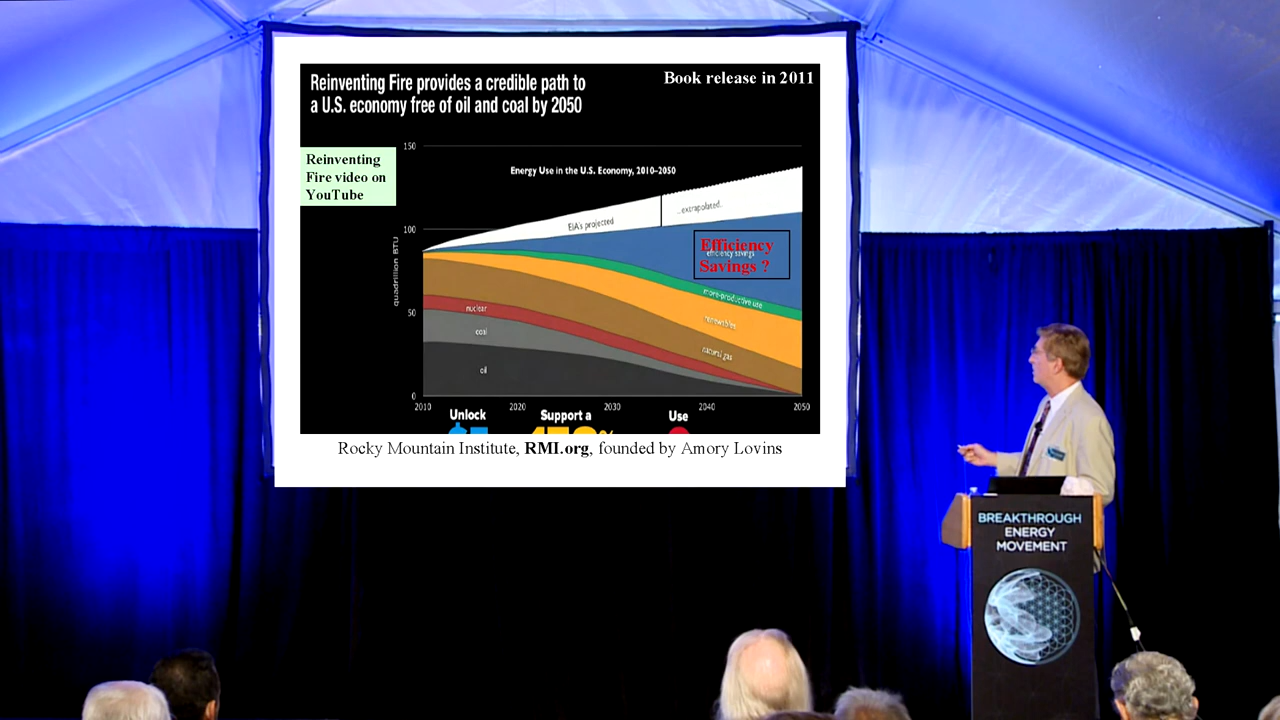 Reinventing Fire provides a credible path to
a U.S. economy free of oil and coal by 2050
Book release in 2011
Reinventing
Fire video on
YouTube
150
100
50
0
quadrillion BTU
Energy Use in the U.S. Economy, 2010–2050
EIA's projected
...extrapolated...
Efficiency
efficiency savings
Savings ?
more-productive use
renewables
natural gas
nuclear
coal
oil
2010 2020 2030 2040 2050
Unlock Support a Use
Rocky Mountain Institute, RMI.org, founded by Amory Lovins
BREAKTHROUGH
ENERGY
MOVEMENT